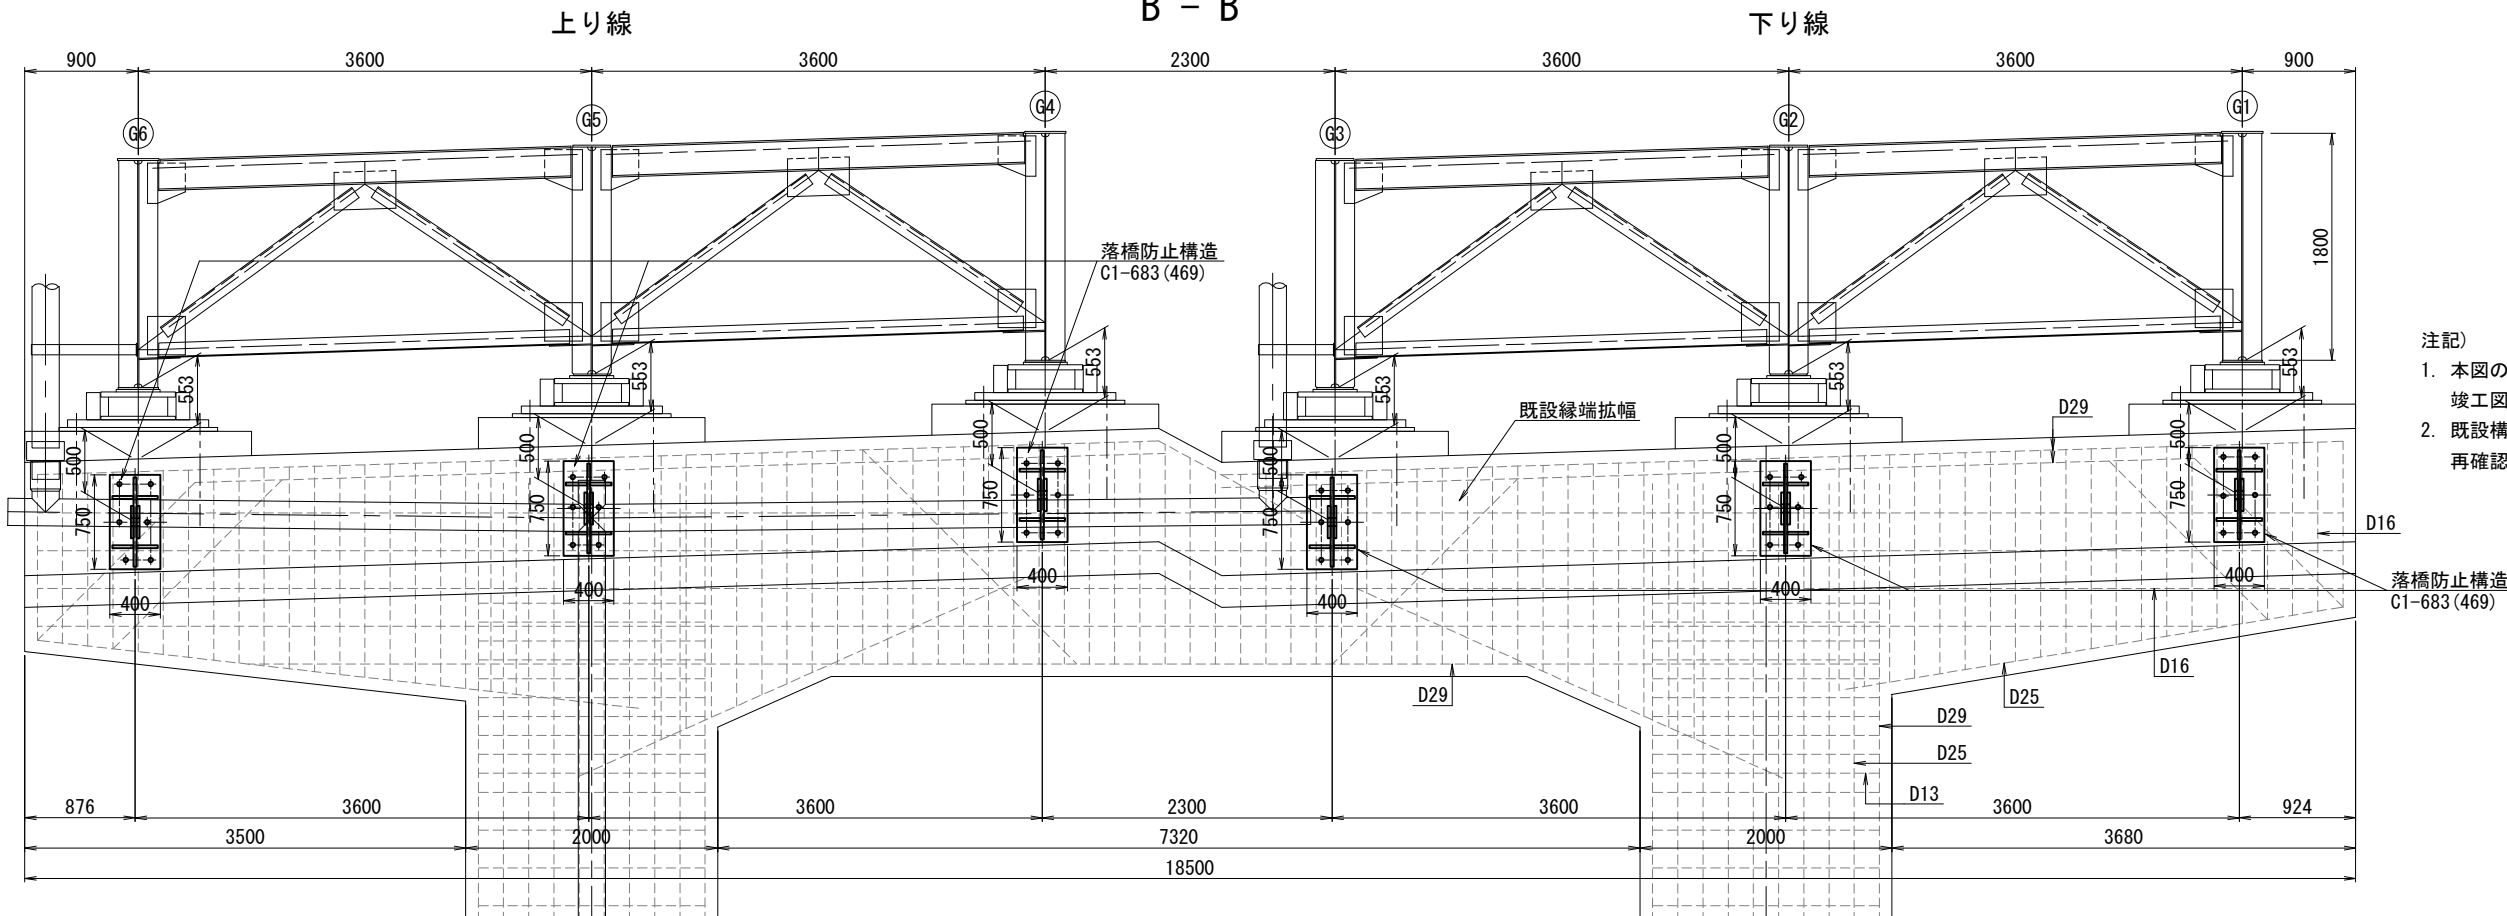 B - B
上り線
下り線
900
3600
3600
2300
3600
3600
900
G6
G5
G4
G3
G2
G1
1800
落橋防止構造
C1-683(469)
553
553
553
553
553
553
既設縁端拡幅
D29
500
500
500
500
500
500
750
750
750
750
750
750
400
400
400
400
400
400
D16
落橋防止構造
C1-683(469)
D16
D29
D25
D29
D25
D13
876
3600
3600
2300
3600
3600
924
3500
2000
7320
2000
3680
18500
注記)
1. 本図の
竣工図
2. 既設構
再確認